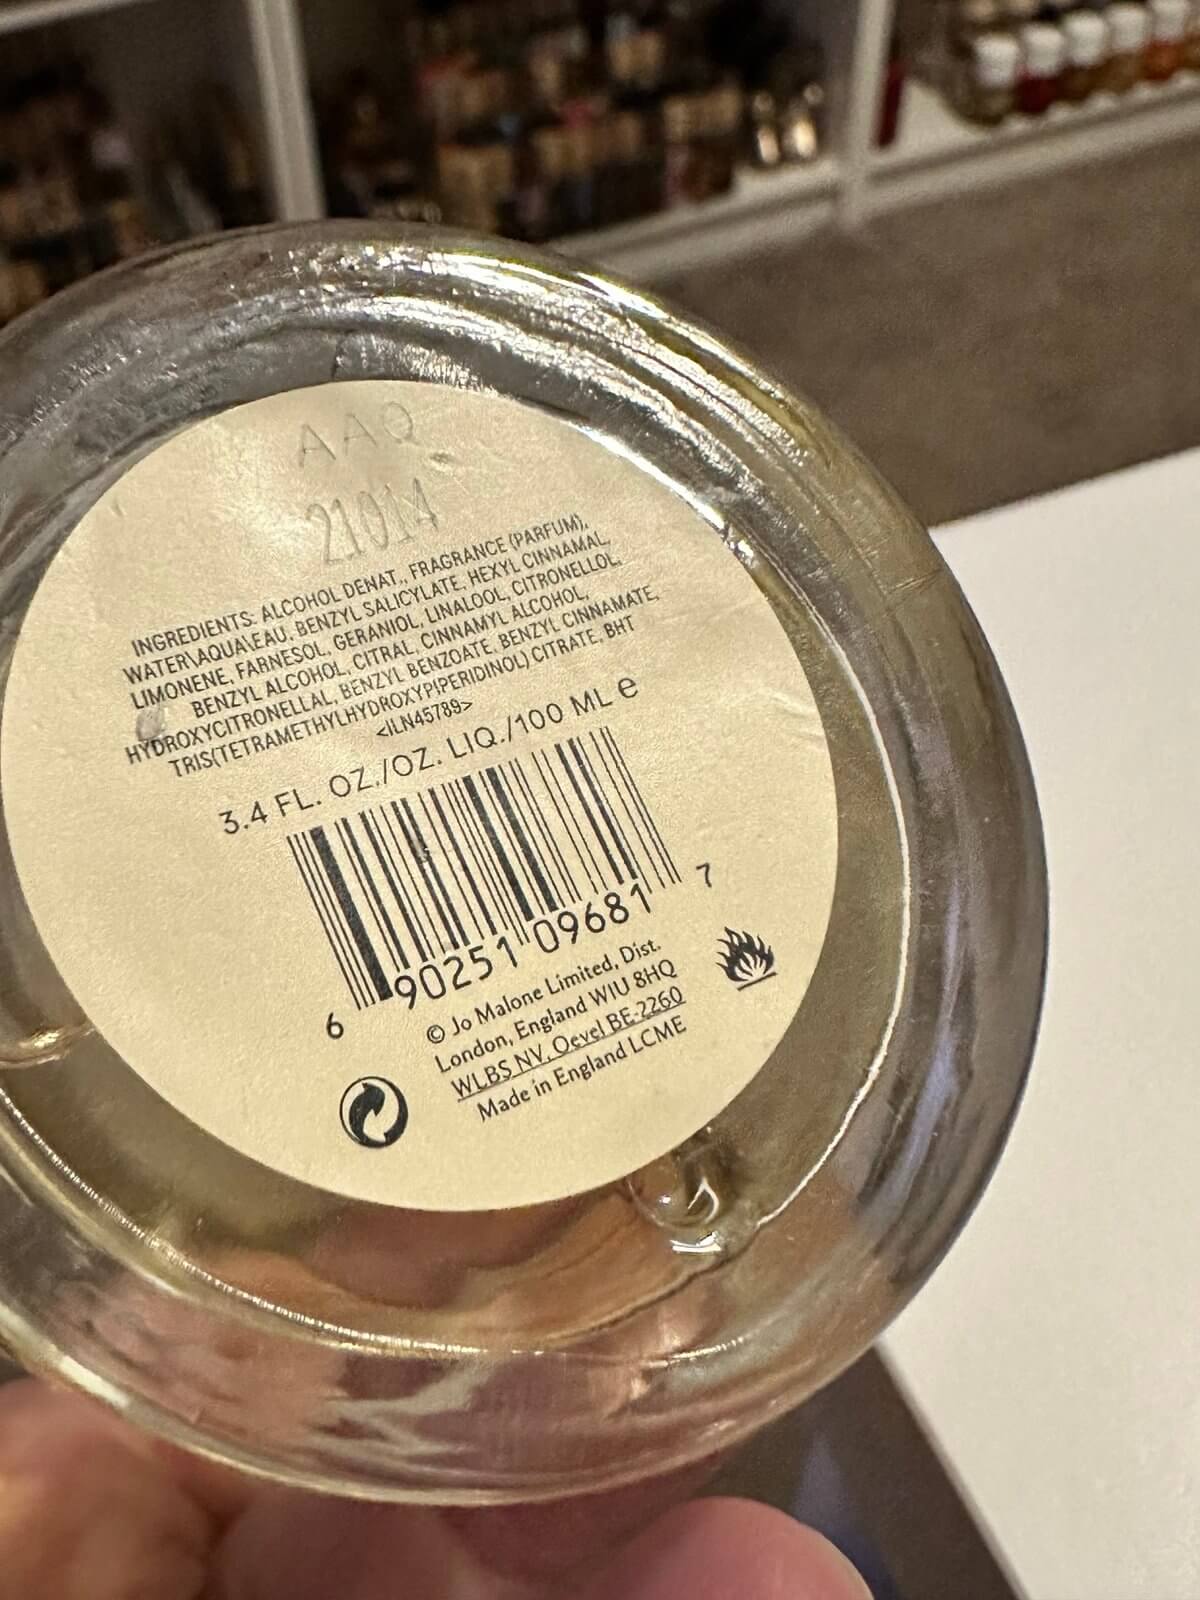 AAQ
21014
INGREDIENTS: ALCOHOL DENAT., FRAGRANCE (PARFUM),
WATER\AQUA\EAU, BENZYL SALICYLATE, HEXYL CINNAMAL,
LIMONENE, FARNESOL, GERANIOL, LINALOOL, CITRONELLOL,
BENZYL ALCOHOL, CITRAL, CINNAMYL ALCOHOL,
HYDROXYCITRONELLAL, BENZYL BENZOATE, BENZYL CINNAMATE,
TRIS(TETRAMETHYLHYDROXYPIPERIDINOL) CITRATE, BHT
<ILN45789>
3.4 FL. OZ./OZ. LIQ./100 ML e
6 90251 09681 7
© Jo Malone Limited, Dist.
London, England W1U 8HQ
WLBS NV, Oevel BE-2260
Made in England LCME